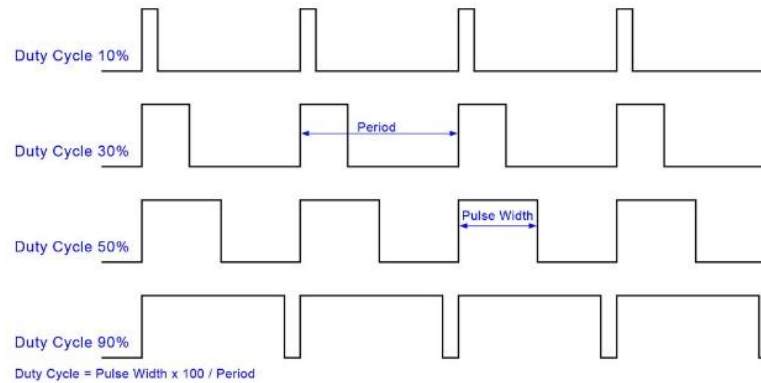 Duty Cycle 10%
Period
Duty Cycle 30%
Pulse Width
Duty Cycle 50%
Duty Cycle 90%
Duty Cycle = Pulse Width x 100 / Period